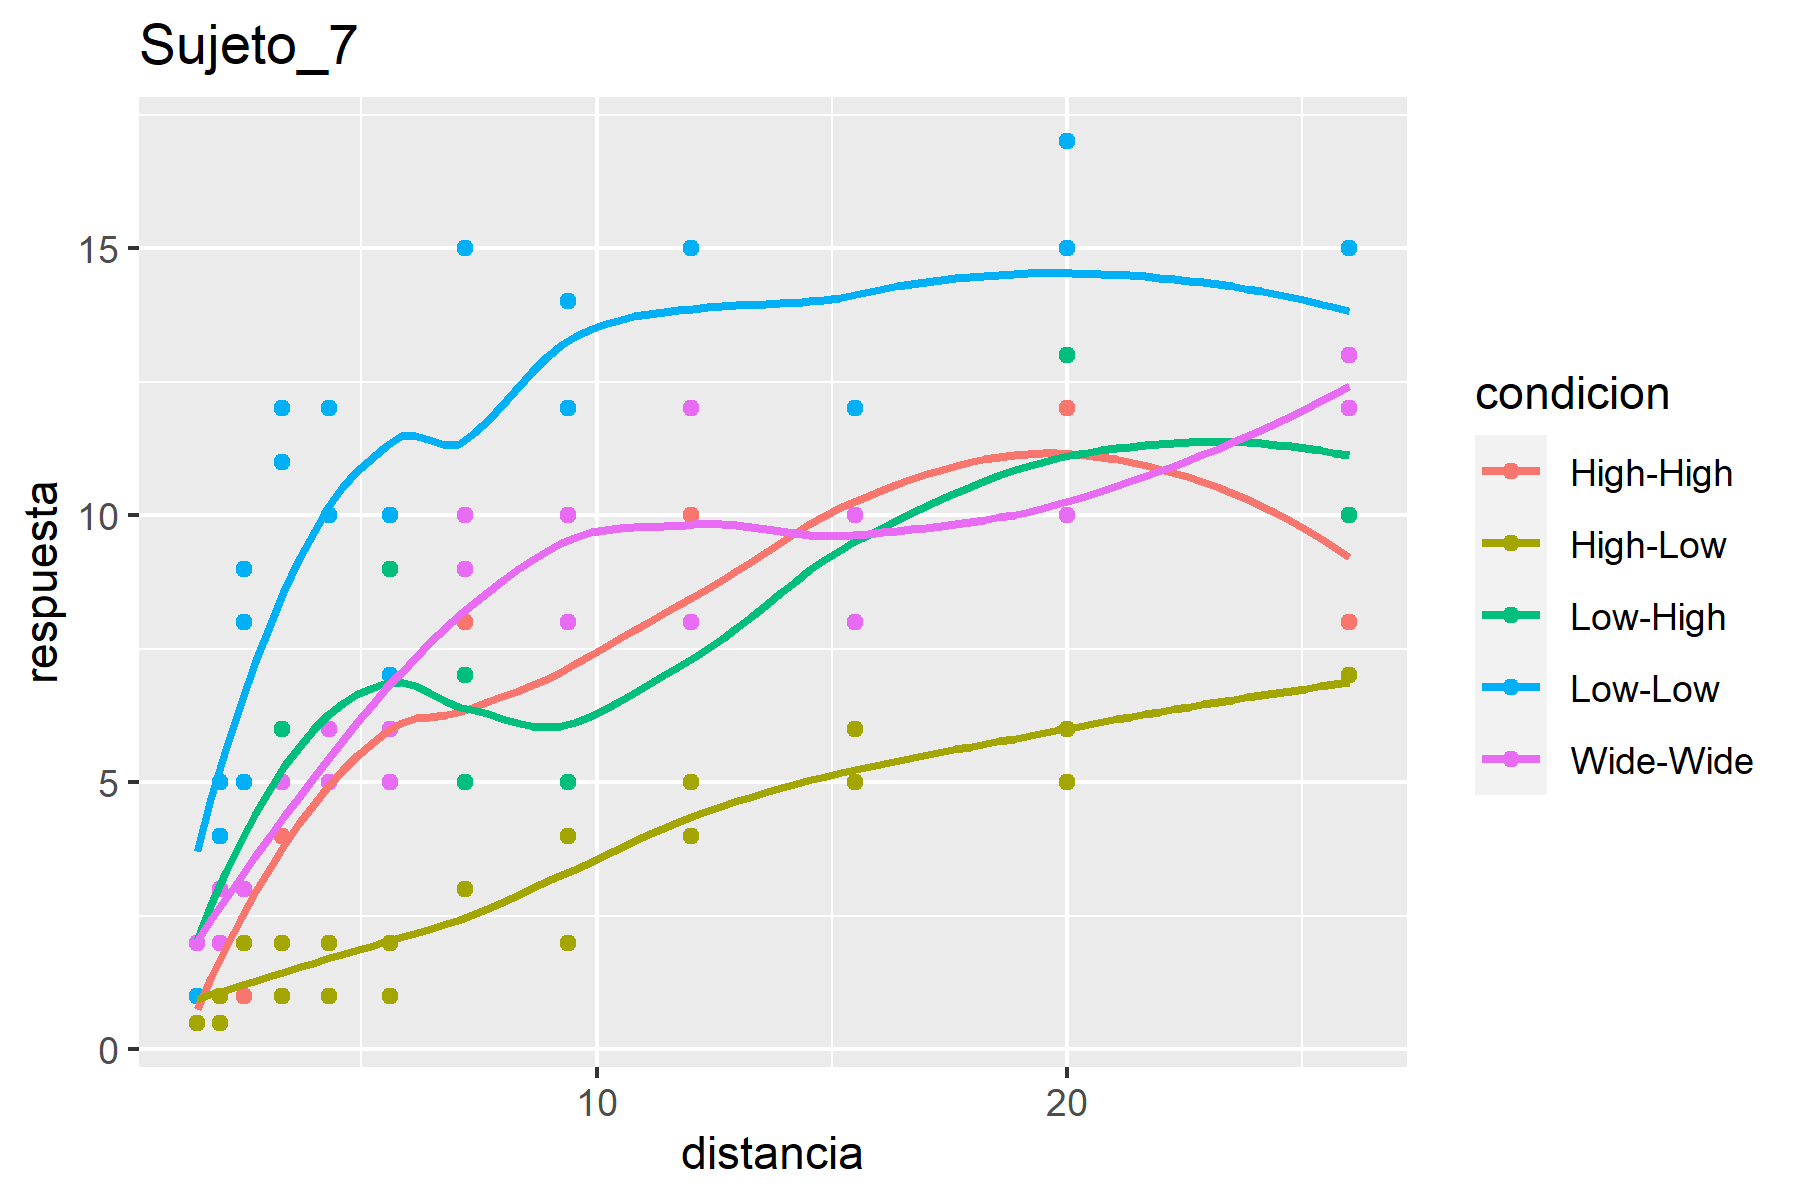 Sujeto_7
respuesta
15
10
5
0
10
20
distancia
condicion
High-High
High-Low
Low-High
Low-Low
Wide-Wide